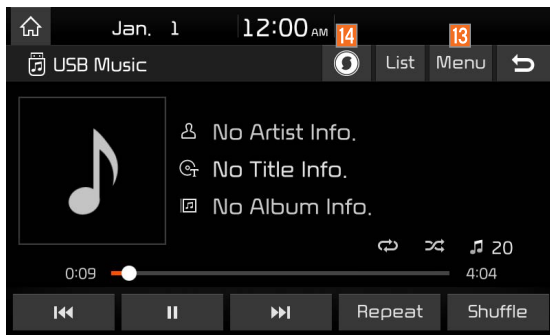 Jan. 1 12:00 AM
14 13
USB Music List Menu
No Artist Info.
No Title Info.
No Album Info.
20
0:09 4:04
Repeat Shuffle